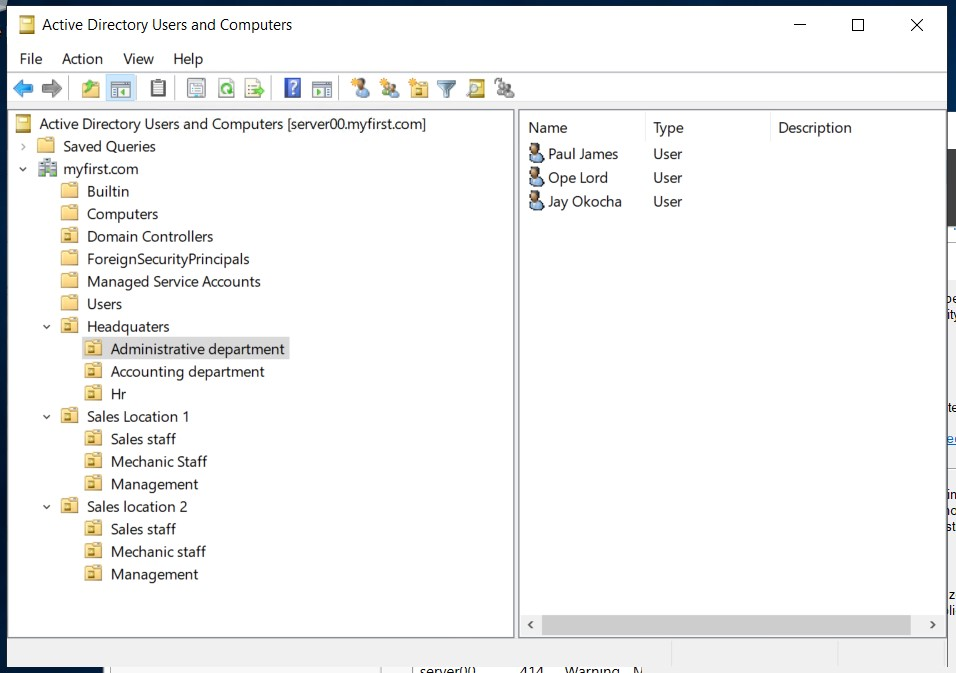 Active Directory Users and Computers
File Action View Help
Active Directory Users and Computers [server00.myfirst.com]
Saved Queries
myfirst.com
Builtin
Computers
Domain Controllers
ForeignSecurityPrincipals
Managed Service Accounts
Users
Headquaters
Administrative department
Accounting department
Hr
Sales Location 1
Sales staff
Mechanic Staff
Management
Sales location 2
Sales staff
Mechanic staff
Management
Name Type Description
Paul James User
Ope Lord User
Jay Okocha User
server00 414 Warning